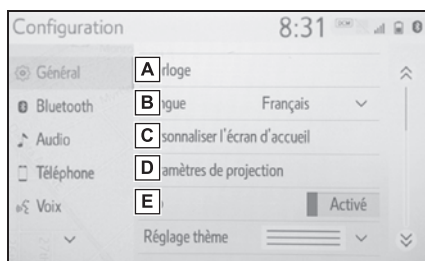 Configuration 8:31
Général
A rloge
Bluetooth
B ngue Français
Audio
C sonnaliser l'écran d'accueil
Téléphone
D amètres de projection
Voix
E Activé
Réglage thème